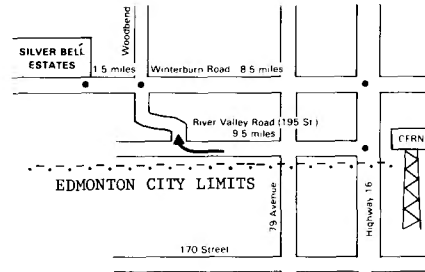 Woodbend
SILVER BELL
ESTATES
1 5 miles Winterburn Road 8 5 miles
River Valley Road (195 St)
9 5 miles
CFRN
EDMONTON CITY LIMITS
79 Avenue
Highway 16
170 Street